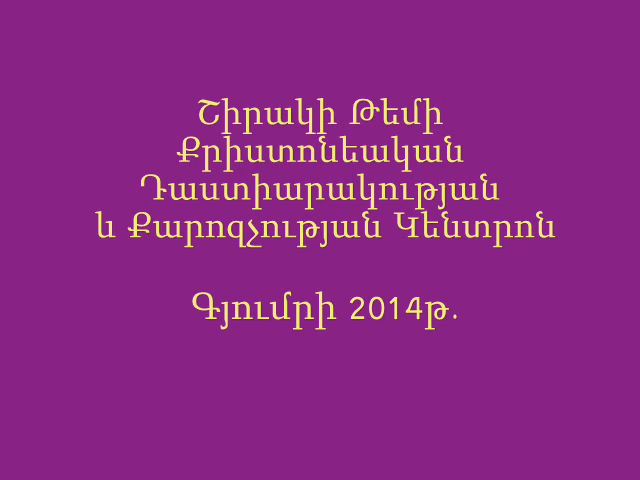 Շիրակի Թեմի
Քրիստոնեական
Դաստիարակության
և Քարոզչության Կենտրոն
Գյումրի 2014թ.